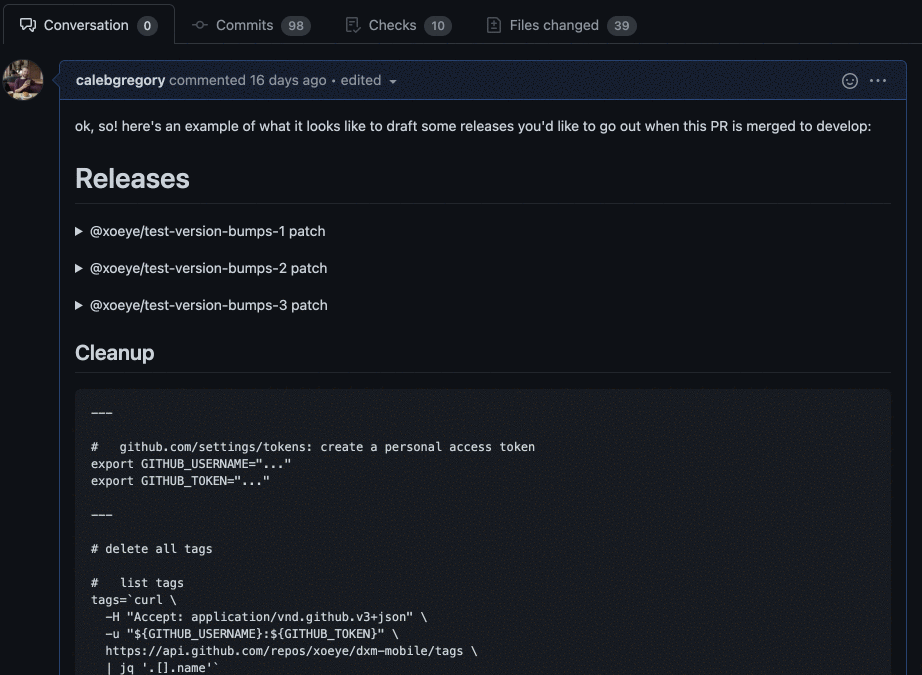 Conversation 0 Commits 98 Checks 10 Files changed 39
calebgregory commented 16 days ago • edited
ok, so! here's an example of what it looks like to draft some releases you'd like to go out when this PR is merged to develop:
Releases
@xoeye/test-version-bumps-1 patch
@xoeye/test-version-bumps-2 patch
@xoeye/test-version-bumps-3 patch
Cleanup
---
#   github.com/settings/tokens: create a personal access token
export GITHUB_USERNAME="..."
export GITHUB_TOKEN="..."
---
# delete all tags
#   list tags
tags=`curl \
  -H "Accept: application/vnd.github.v3+json" \
  -u "${GITHUB_USERNAME}:${GITHUB_TOKEN}" \
  https://api.github.com/repos/xoeye/dxm-mobile/tags \
  | jq '.[].name'`